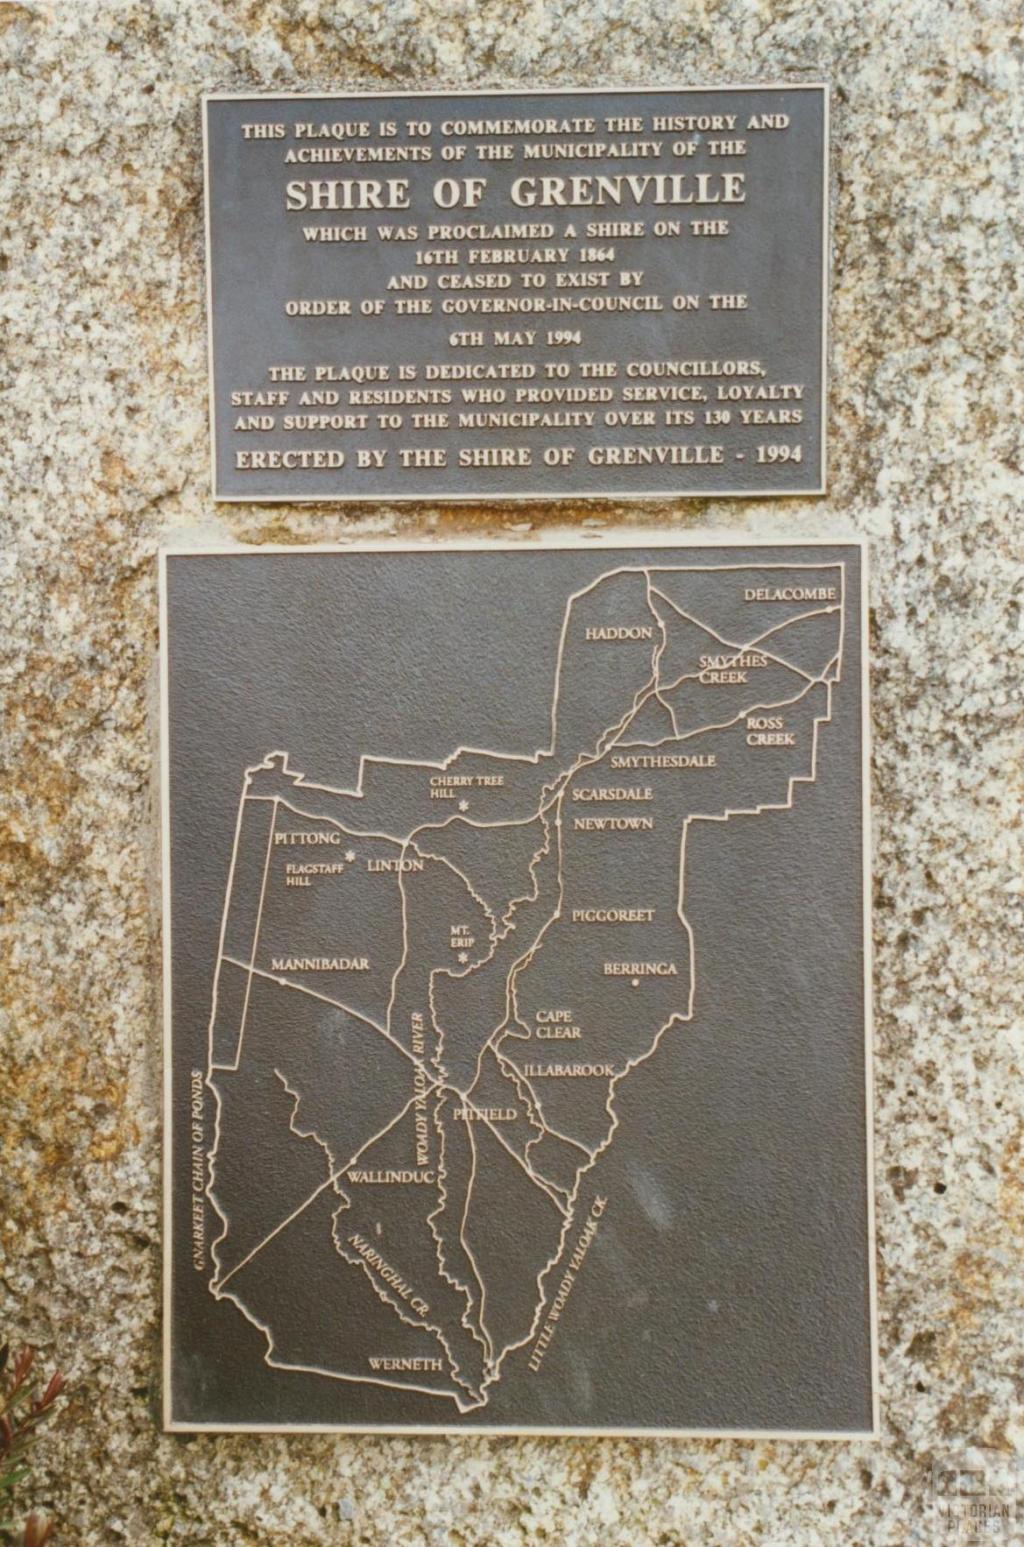 THIS PLAQUE IS TO COMMEMORATE THE HISTORY AND
ACHIEVEMENTS OF THE MUNICIPALITY OF THE
SHIRE OF GRENVILLE
WHICH WAS PROCLAIMED A SHIRE ON THE
16TH FEBRUARY 1864
AND CEASED TO EXIST BY
ORDER OF THE GOVERNOR-IN-COUNCIL ON THE
6TH MAY 1994
THE PLAQUE IS DEDICATED TO THE COUNCILLORS,
STAFF AND RESIDENTS WHO PROVIDED SERVICE, LOYALTY
AND SUPPORT TO THE MUNICIPALITY OVER ITS 130 YEARS
ERECTED BY THE SHIRE OF GRENVILLE - 1994
DELACOMBE
HADDON
SMYTHES
CREEK
ROSS
CREEK
SMYTHESDALE
CHERRY TREE
HILL
SCARSDALE
NEWTOWN
PITTONG
FLAGSTAFF
HILL
LINTON
PIGGOREET
MT.
ERIP
MANNIBADAR
BERRINGA
CAPE
CLEAR
ILLABAROOK
WOADY YALOAK RIVER
PITFIELD
GNARKEET CHAIN OF PONDS
WALLINDUC
NARINGHAL CR.
LITTLE WOADY YALOAK CK
WERNETH
VICTORIAN
PLACES